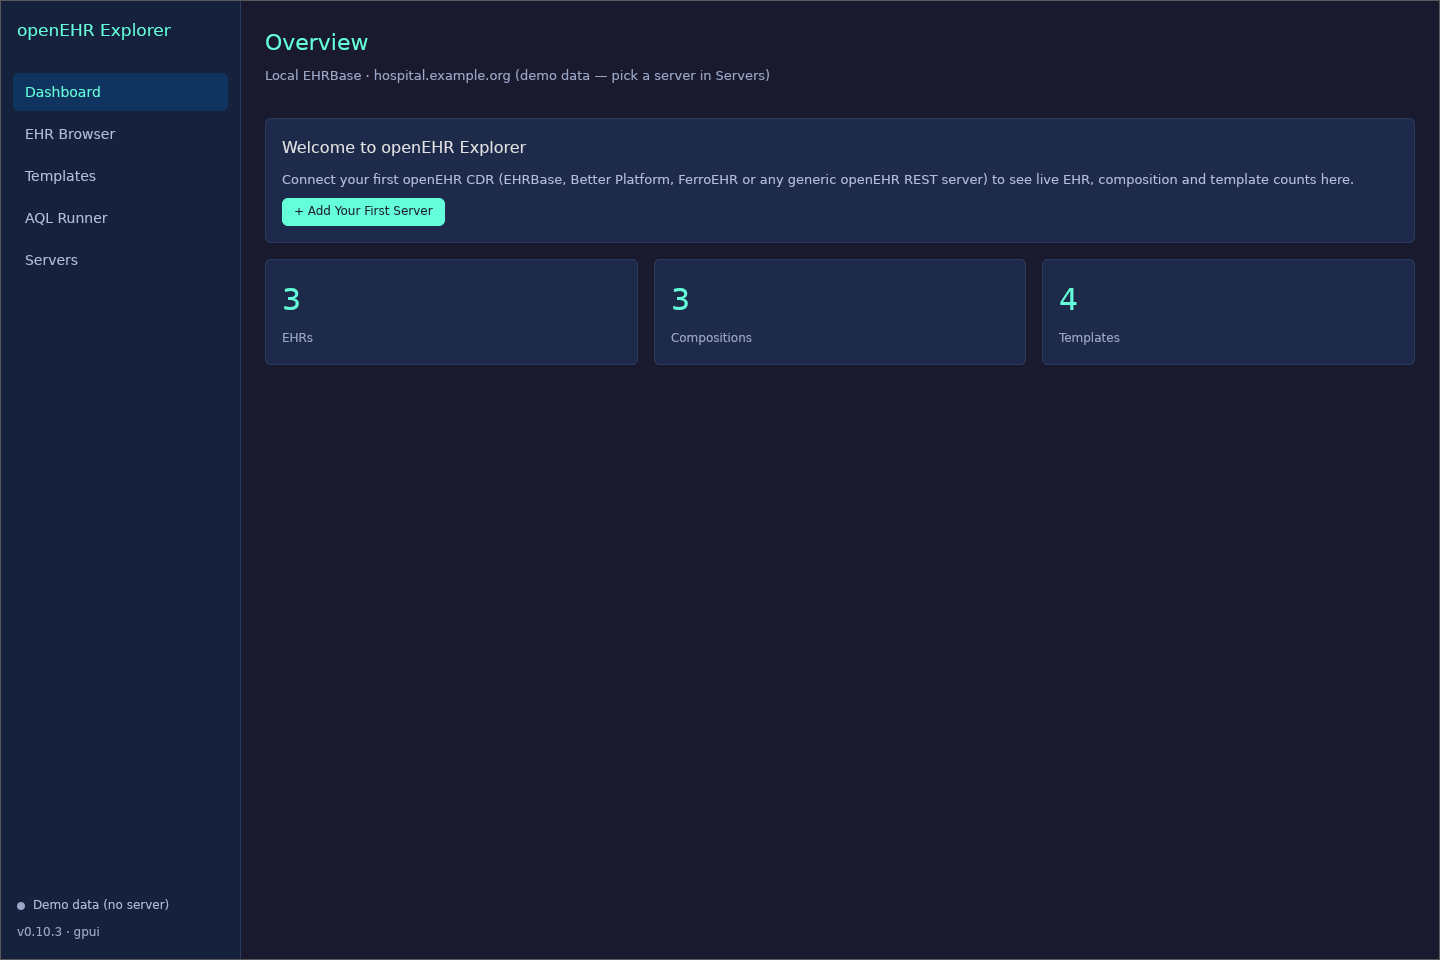 openEHR Explorer
Dashboard
EHR Browser
Templates
AQL Runner
Servers
Demo data (no server)
v0.10.3 · gpui
Overview
Local EHRBase · hospital.example.org (demo data — pick a server in Servers)
Welcome to openEHR Explorer
Connect your first openEHR CDR (EHRBase, Better Platform, FerroEHR or any generic openEHR REST server) to see live EHR, composition and template counts here.
+ Add Your First Server
3
EHRs
3
Compositions
4
Templates